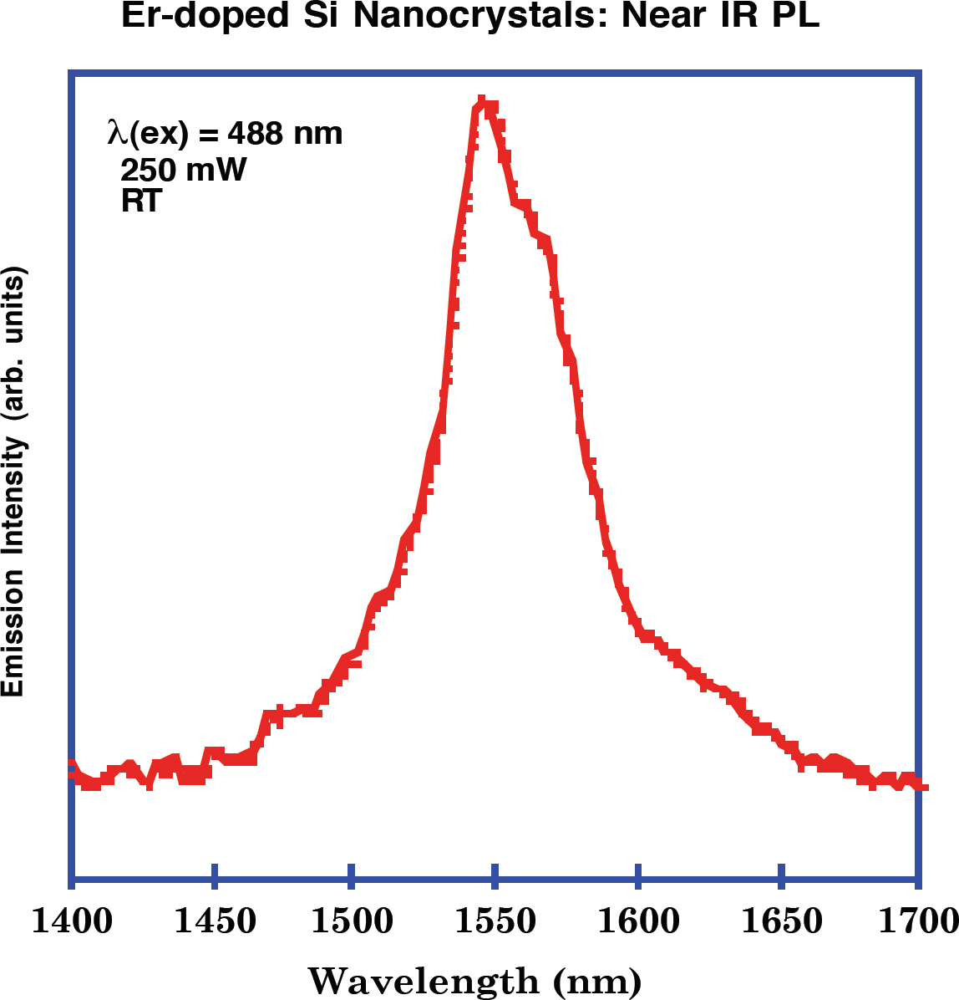 Er-doped Si Nanocrystals: Near IR PL
λ(ex) = 488 nm
250 mW
RT
Emission Intensity (arb. units)
1400 1450 1500 1550 1600 1650 1700
Wavelength (nm)